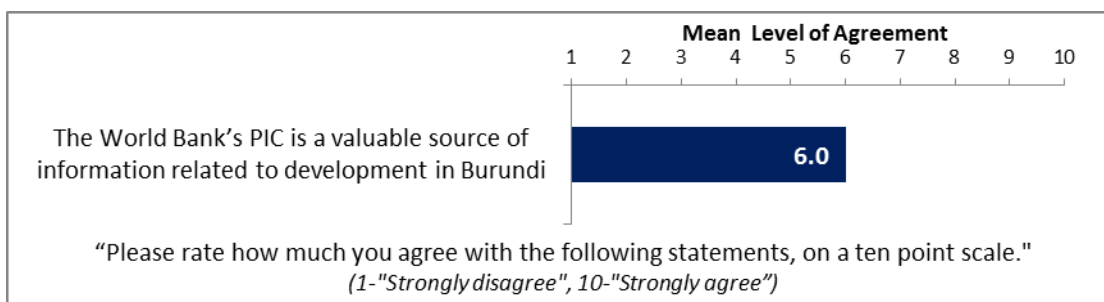 Mean Level of Agreement
1 2 3 4 5 6 7 8 9 10
The World Bank’s PIC is a valuable source of
information related to development in Burundi
6.0
“Please rate how much you agree with the following statements, on a ten point scale."
(1-"Strongly disagree", 10-"Strongly agree”)